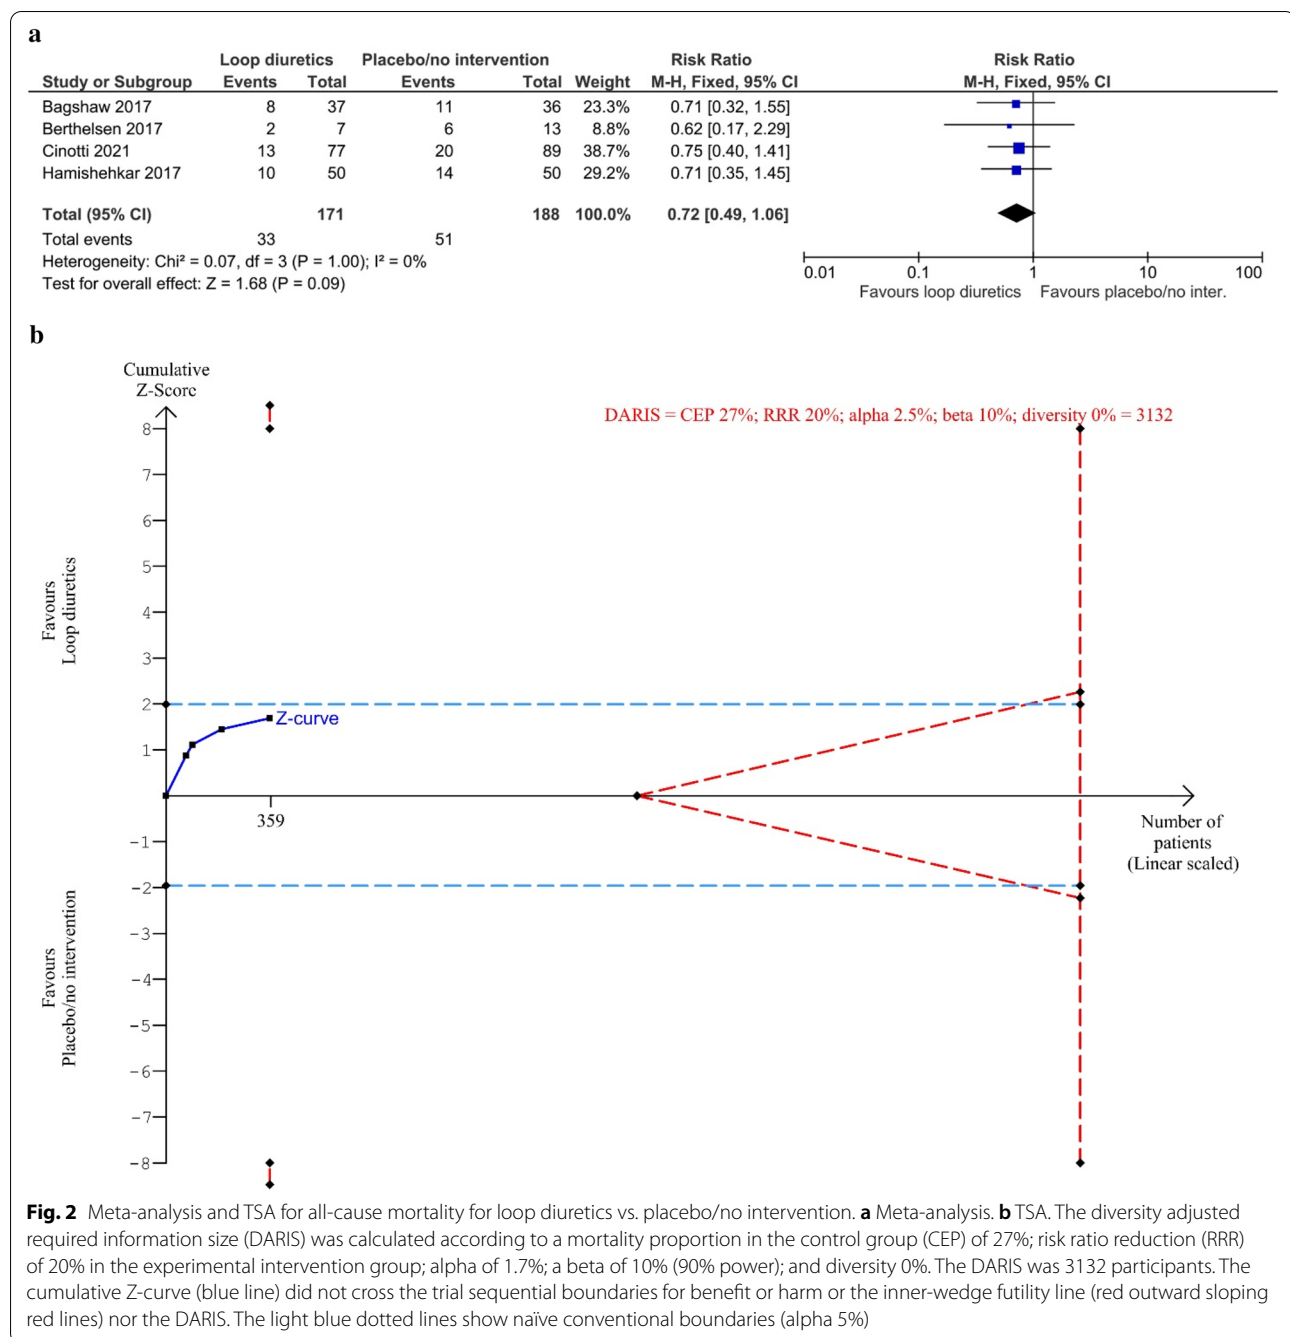 a
Loop diuretics Placebo/no intervention Risk Ratio Risk Ratio
Study or Subgroup Events Total Events Total Weight M-H, Fixed, 95% CI M-H, Fixed, 95% CI
Bagshaw 2017 8 37 11 36 23.3% 0.71 [0.32, 1.55]
Berthelsen 2017 2 7 6 13 8.8% 0.62 [0.17, 2.29]
Cinotti 2021 13 77 20 89 38.7% 0.75 [0.40, 1.41]
Hamishehkar 2017 10 50 14 50 29.2% 0.71 [0.35, 1.45]
Total (95% CI) 171 188 100.0% 0.72 [0.49, 1.06]
Total events 33 51
Heterogeneity: Chi² = 0.07, df = 3 (P = 1.00); I² = 0%
Test for overall effect: Z = 1.68 (P = 0.09)
0.01 0.1 1 10 100
Favours loop diuretics Favours placebo/no inter.
b
Cumulative
Z-Score
DARIS = CEP 27%; RRR 20%; alpha 2.5%; beta 10%; diversity 0% = 3132
8
7
6
5
4
3
2
1
-1
-2
-3
-4
-5
-6
-7
-8
Favours
Loop diuretics
Favours
Placebo/no intervention
Z-curve
359
Number of
patients
(Linear scaled)
Fig. 2 Meta-analysis and TSA for all-cause mortality for loop diuretics vs. placebo/no intervention. a Meta-analysis. b TSA. The diversity adjusted
required information size (DARIS) was calculated according to a mortality proportion in the control group (CEP) of 27%; risk ratio reduction (RRR)
of 20% in the experimental intervention group; alpha of 1.7%; a beta of 10% (90% power); and diversity 0%. The DARIS was 3132 participants. The
cumulative Z-curve (blue line) did not cross the trial sequential boundaries for benefit or harm or the inner-wedge futility line (red outward sloping
red lines) nor the DARIS. The light blue dotted lines show naïve conventional boundaries (alpha 5%)